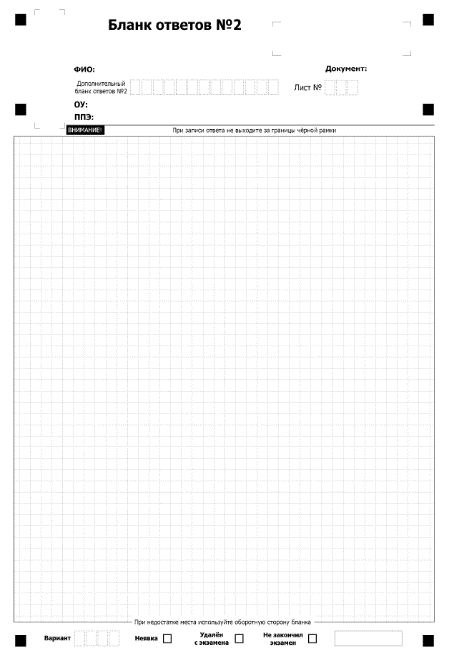 Бланк ответов №2
ФИО:
Документ:
Дополнительный
бланк ответов №2
Лист №
ОУ:
ППЭ:
ВНИМАНИЕ!
При записи ответа не выходите за границы чёрной рамки
При недостатке места используйте оборотную сторону бланка
Вариант
Неявка
Удалён
с экзамена
Не закончил
экзамен